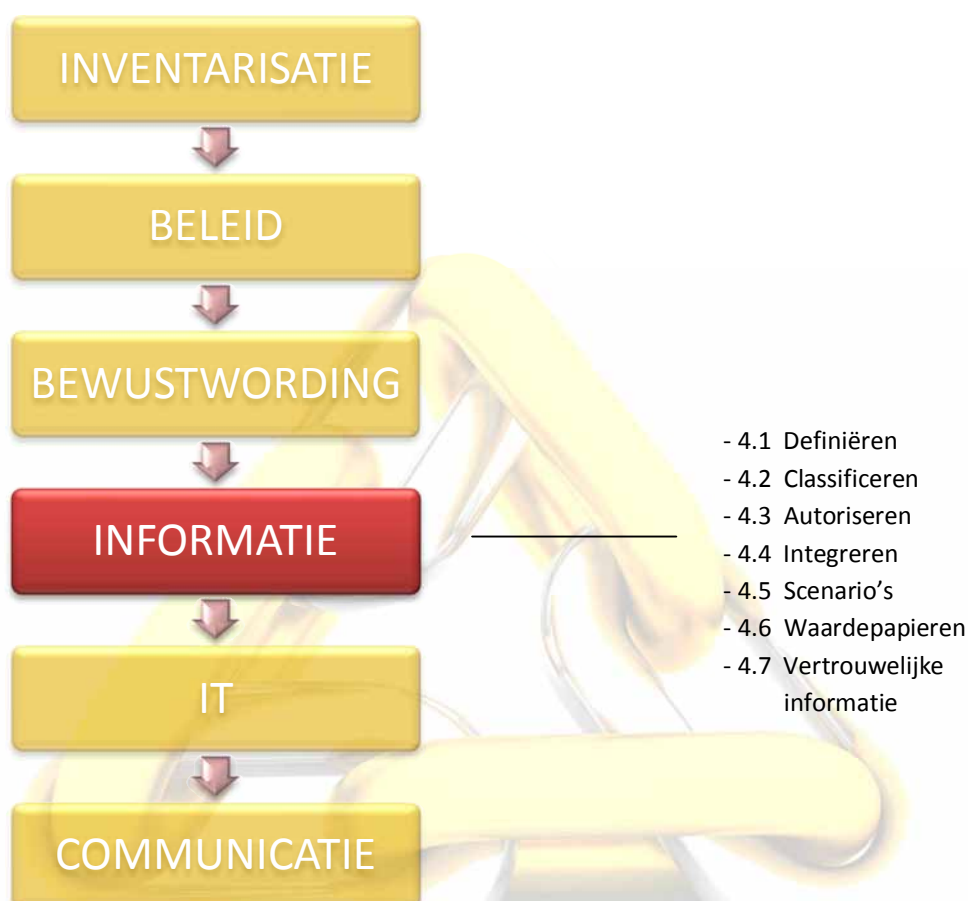 INVENTARISATIE
BELEID
BEWUSTWORDING
INFORMATIE
- 4.1 Definiëren
- 4.2 Classificeren
- 4.3 Autoriseren
- 4.4 Integreren
- 4.5 Scenario’s
- 4.6 Waardepapieren
- 4.7 Vertrouwelijke
informatie
IT
COMMUNICATIE